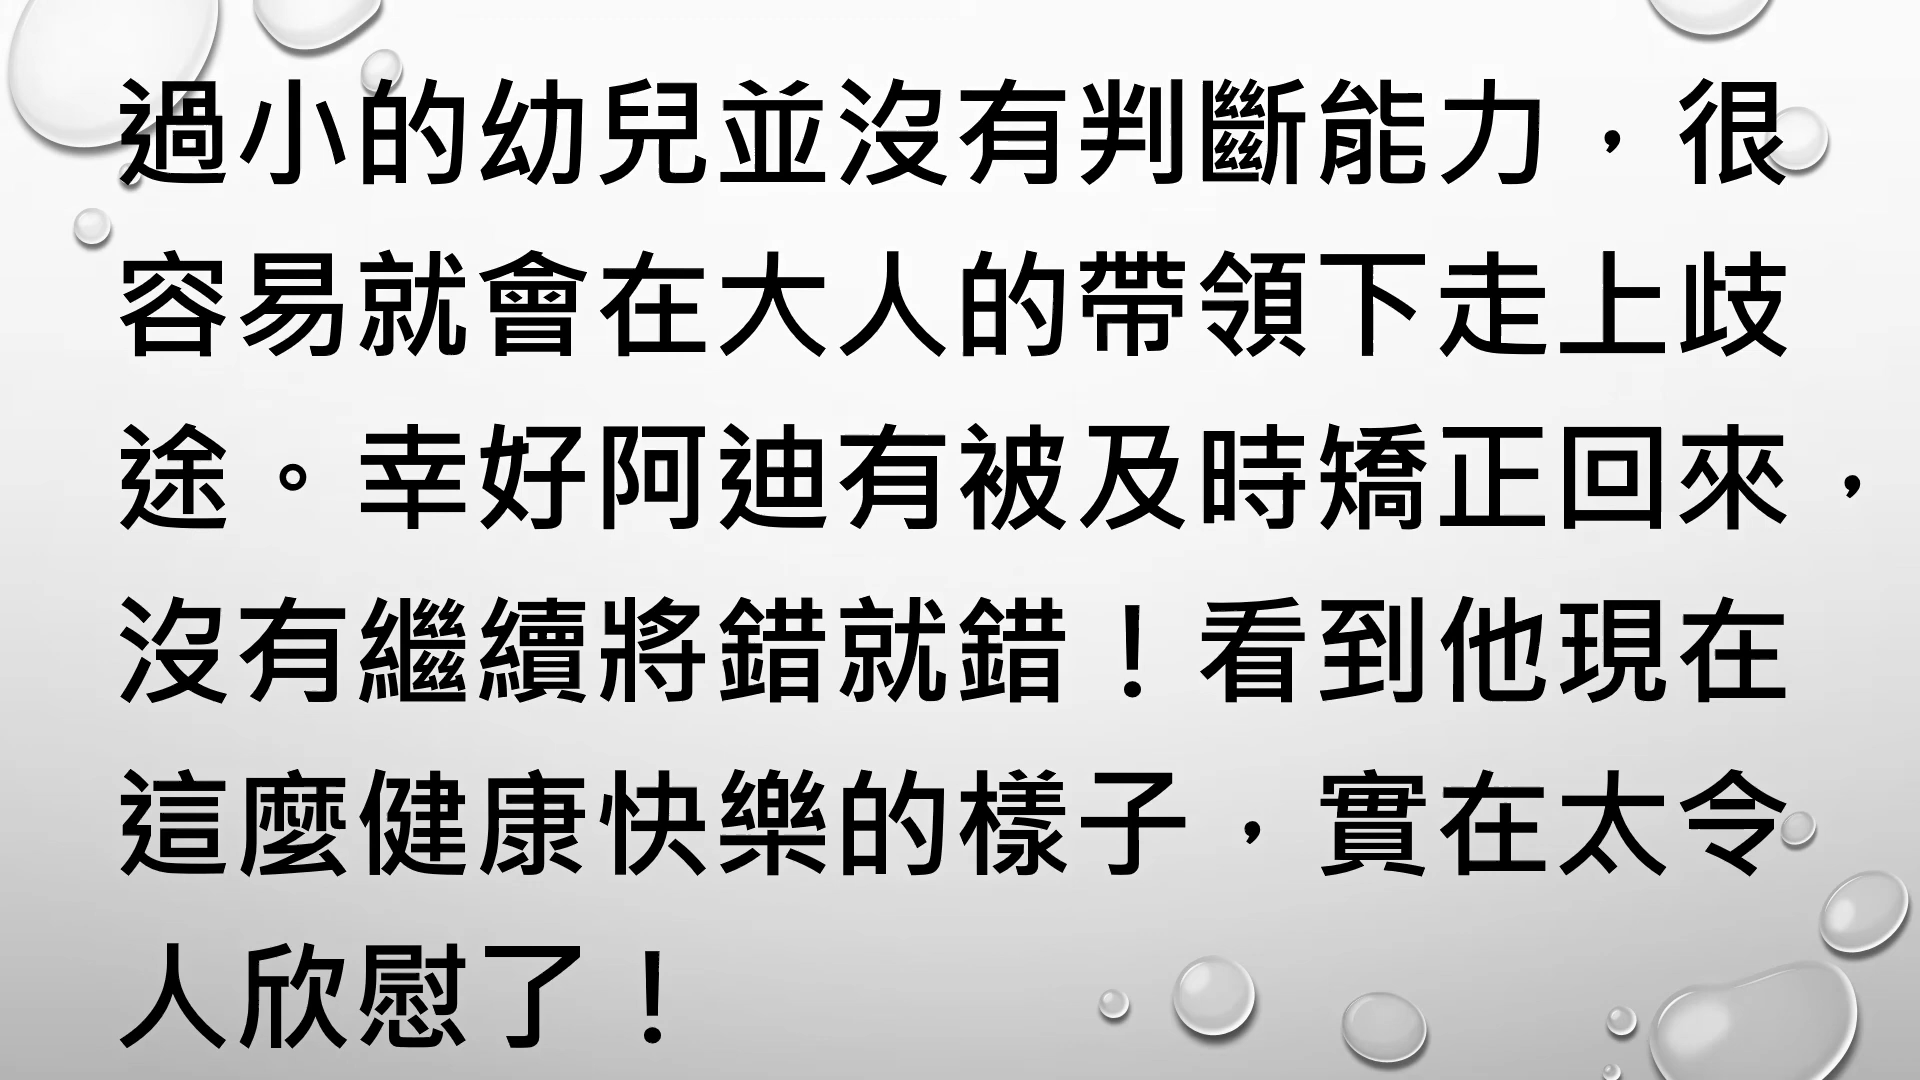 過小的幼兒並沒有判斷能力，很
容易就會在大人的帶領下走上歧
途。幸好阿迪有被及時矯正回來，
沒有繼續將錯就錯！看到他現在
這麼健康快樂的樣子，實在太令
人欣慰了！